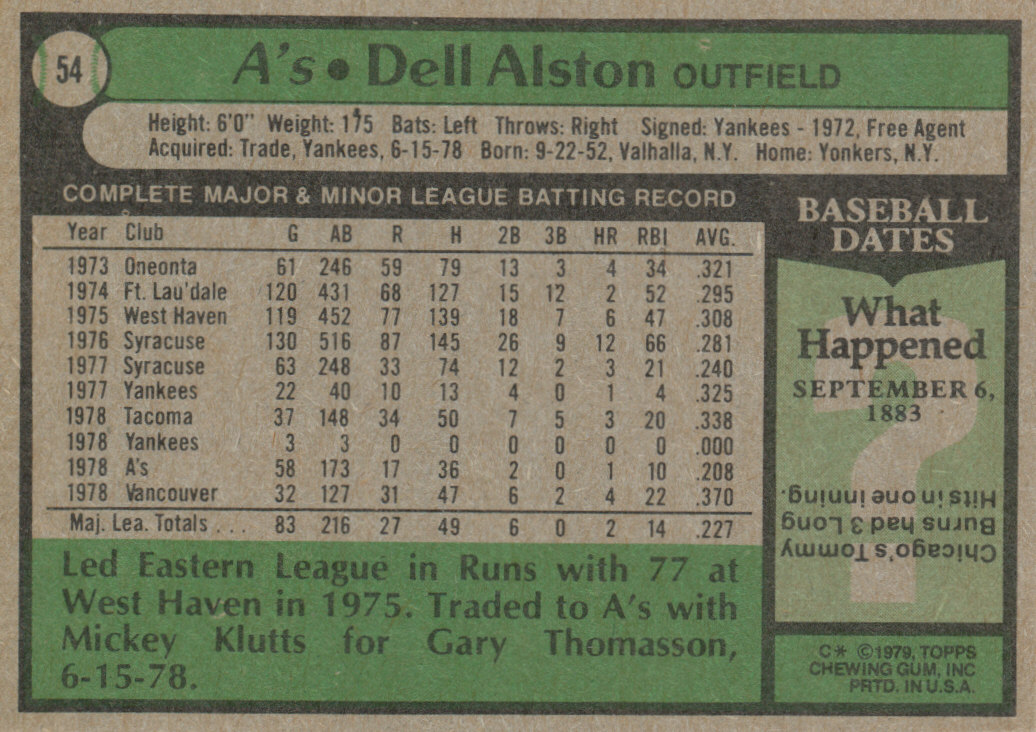 54
A's • Dell Alston OUTFIELD
Height: 6'0" Weight: 175 Bats: Left Throws: Right Signed: Yankees - 1972, Free Agent
Acquired: Trade, Yankees, 6-15-78 Born: 9-22-52, Valhalla, N.Y. Home: Yonkers, N.Y.
COMPLETE MAJOR & MINOR LEAGUE BATTING RECORD
Year Club G AB R H 2B 3B HR RBI AVG.
1973 Oneonta 61 246 59 79 13 3 4 34 .321
1974 Ft. Lau'dale 120 431 68 127 15 12 2 52 .295
1975 West Haven 119 452 77 139 18 7 6 47 .308
1976 Syracuse 130 516 87 145 26 9 12 66 .281
1977 Syracuse 63 248 33 74 12 2 3 21 .240
1977 Yankees 22 40 10 13 4 0 1 4 .325
1978 Tacoma 37 148 34 50 7 5 3 20 .338
1978 Yankees 3 3 0 0 0 0 0 0 .000
1978 A's 58 173 17 36 2 0 1 10 .208
1978 Vancouver 32 127 31 47 6 2 4 22 .370
Maj. Lea. Totals . . . 83 216 27 49 6 0 2 14 .227
Led Eastern League in Runs with 77 at
West Haven in 1975. Traded to A's with
Mickey Klutts for Gary Thomasson,
6-15-78.
BASEBALL
DATES
What
Happened
SEPTEMBER 6,
1883
Chicago's Tommy
Burns had 3 Long
Hits in one inning.
C* ©1979, TOPPS
CHEWING GUM, INC
PRTD. IN U.S.A.